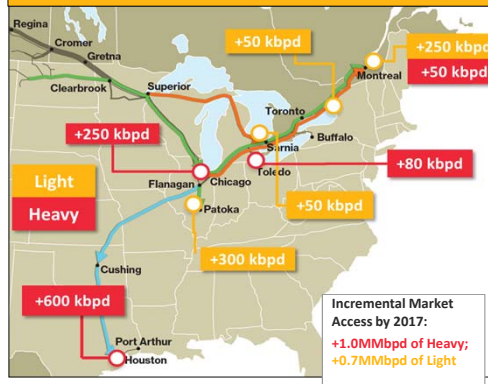 Regina
Cromer
Gretna
Clearbrook
Superior
+50 kbpd
+250 kbpd
+50 kbpd
Montreal
Toronto
Buffalo
Sarnia
+250 kbpd
+80 kbpd
Toledo
Light
Heavy
Flanagan
Chicago
+50 kbpd
Patoka
+300 kbpd
Cushing
+600 kbpd
Port Arthur
Houston
Incremental Market
Access by 2017:
+1.0MMbpd of Heavy;
+0.7MMbpd of Light